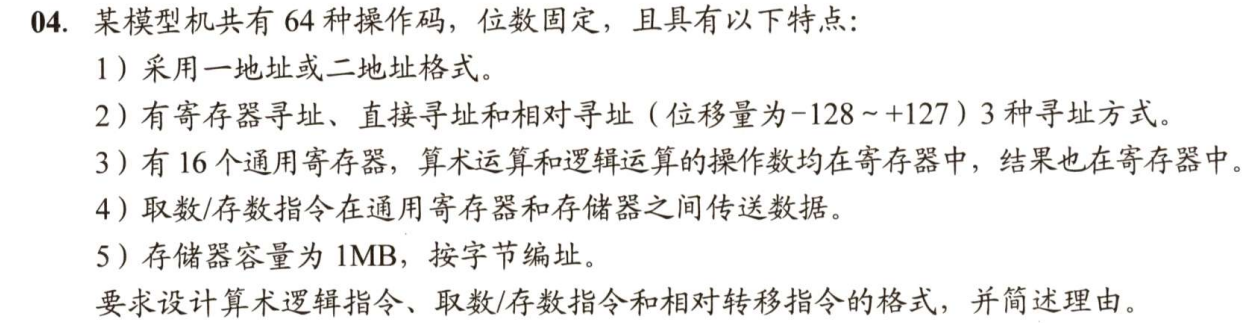 04. 某模型机共有 64 种操作码，位数固定，且具有以下特点：
1）采用一地址或二地址格式。
2）有寄存器寻址、直接寻址和相对寻址（位移量为-128～+127）3 种寻址方式。
3）有 16 个通用寄存器，算术运算和逻辑运算的操作数均在寄存器中，结果也在寄存器中。
4）取数/存数指令在通用寄存器和存储器之间传送数据。
5）存储器容量为 1MB，按字节编址。
要求设计算术逻辑指令、取数/存数指令和相对转移指令的格式，并简述理由。